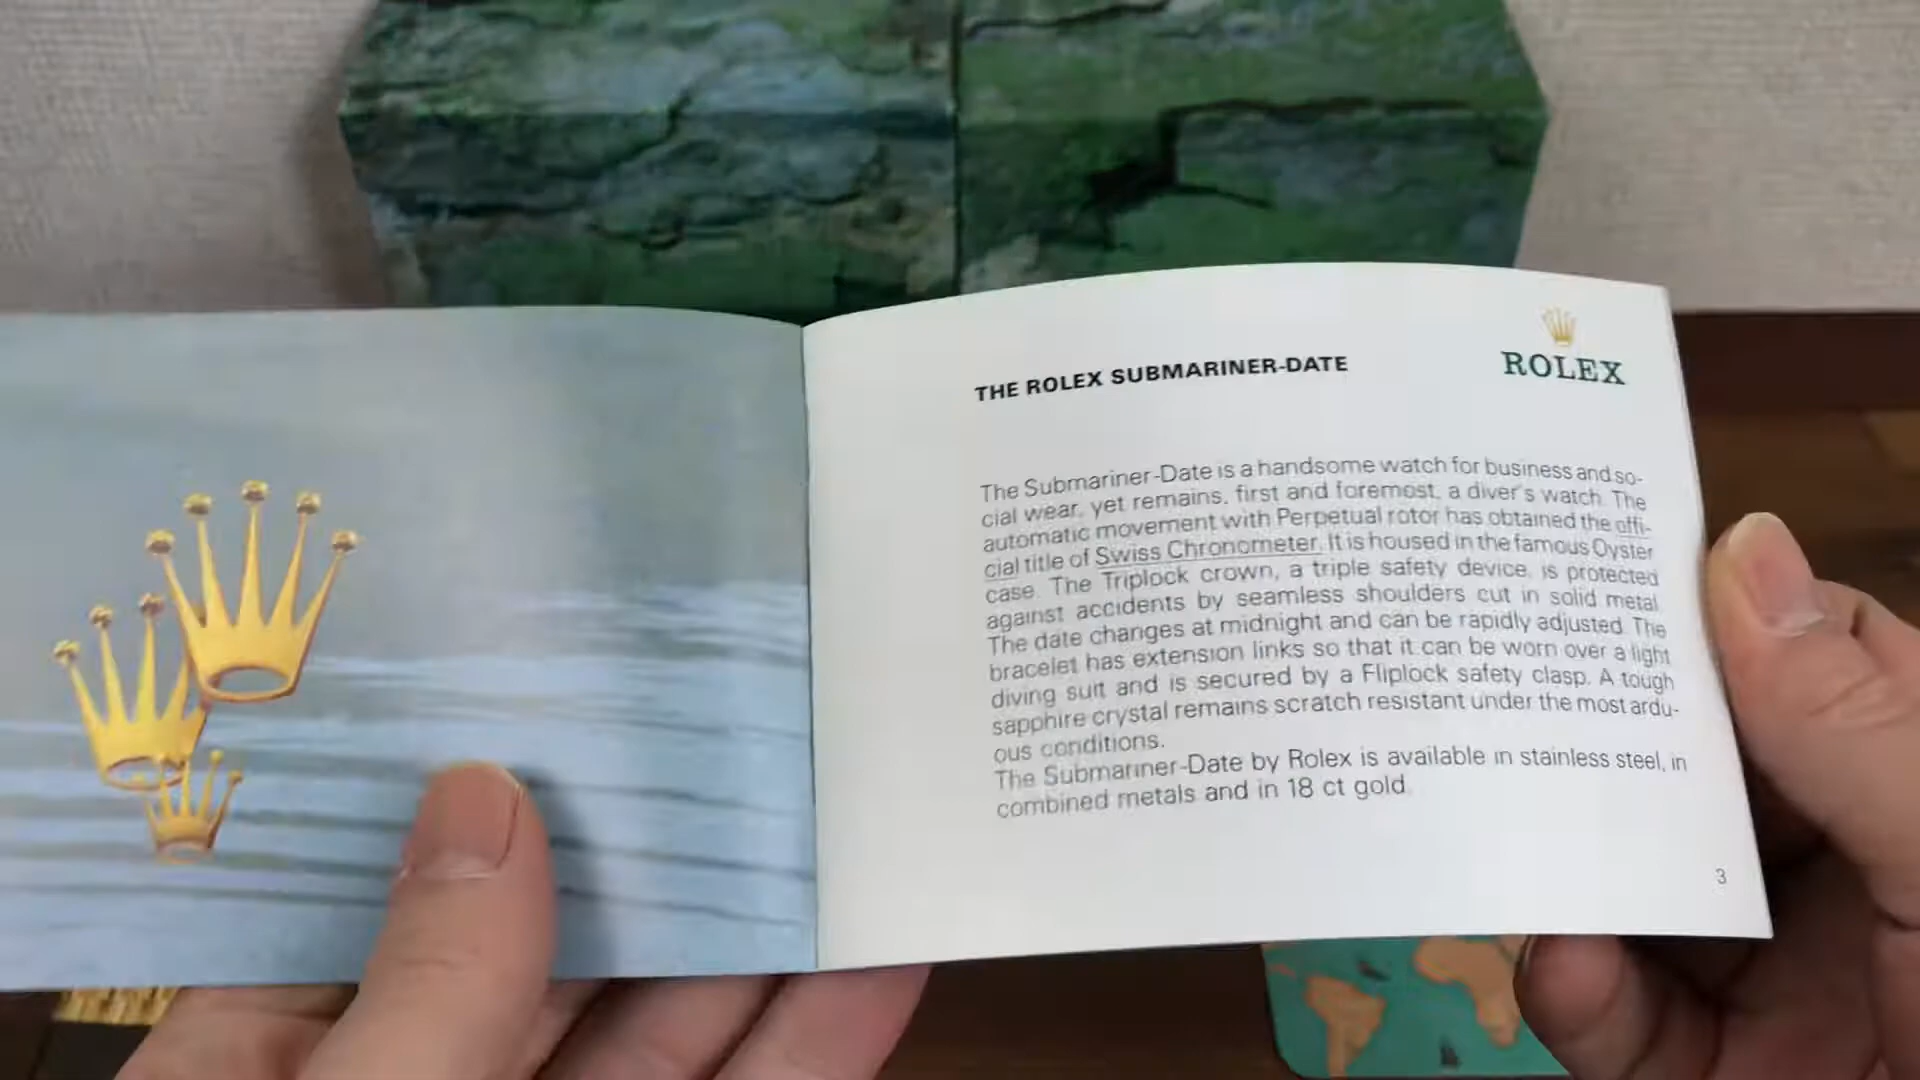 THE ROLEX SUBMARINER-DATE
ROLEX
The Submariner-Date is a handsome watch for business and so-
cial wear, yet remains, first and foremost, a diver's watch. The
automatic movement with Perpetual rotor has obtained the offi-
cial title of Swiss Chronometer. It is housed in the famous Oyster
case. The Triplock crown, a triple safety device, is protected
against accidents by seamless shoulders cut in solid metal.
The date changes at midnight and can be rapidly adjusted. The
bracelet has extension links so that it can be worn over a light
diving suit and is secured by a Fliplock safety clasp. A tough
sapphire crystal remains scratch resistant under the most ardu-
ous conditions.
The Submariner-Date by Rolex is available in stainless steel, in
combined metals and in 18 ct gold.
3